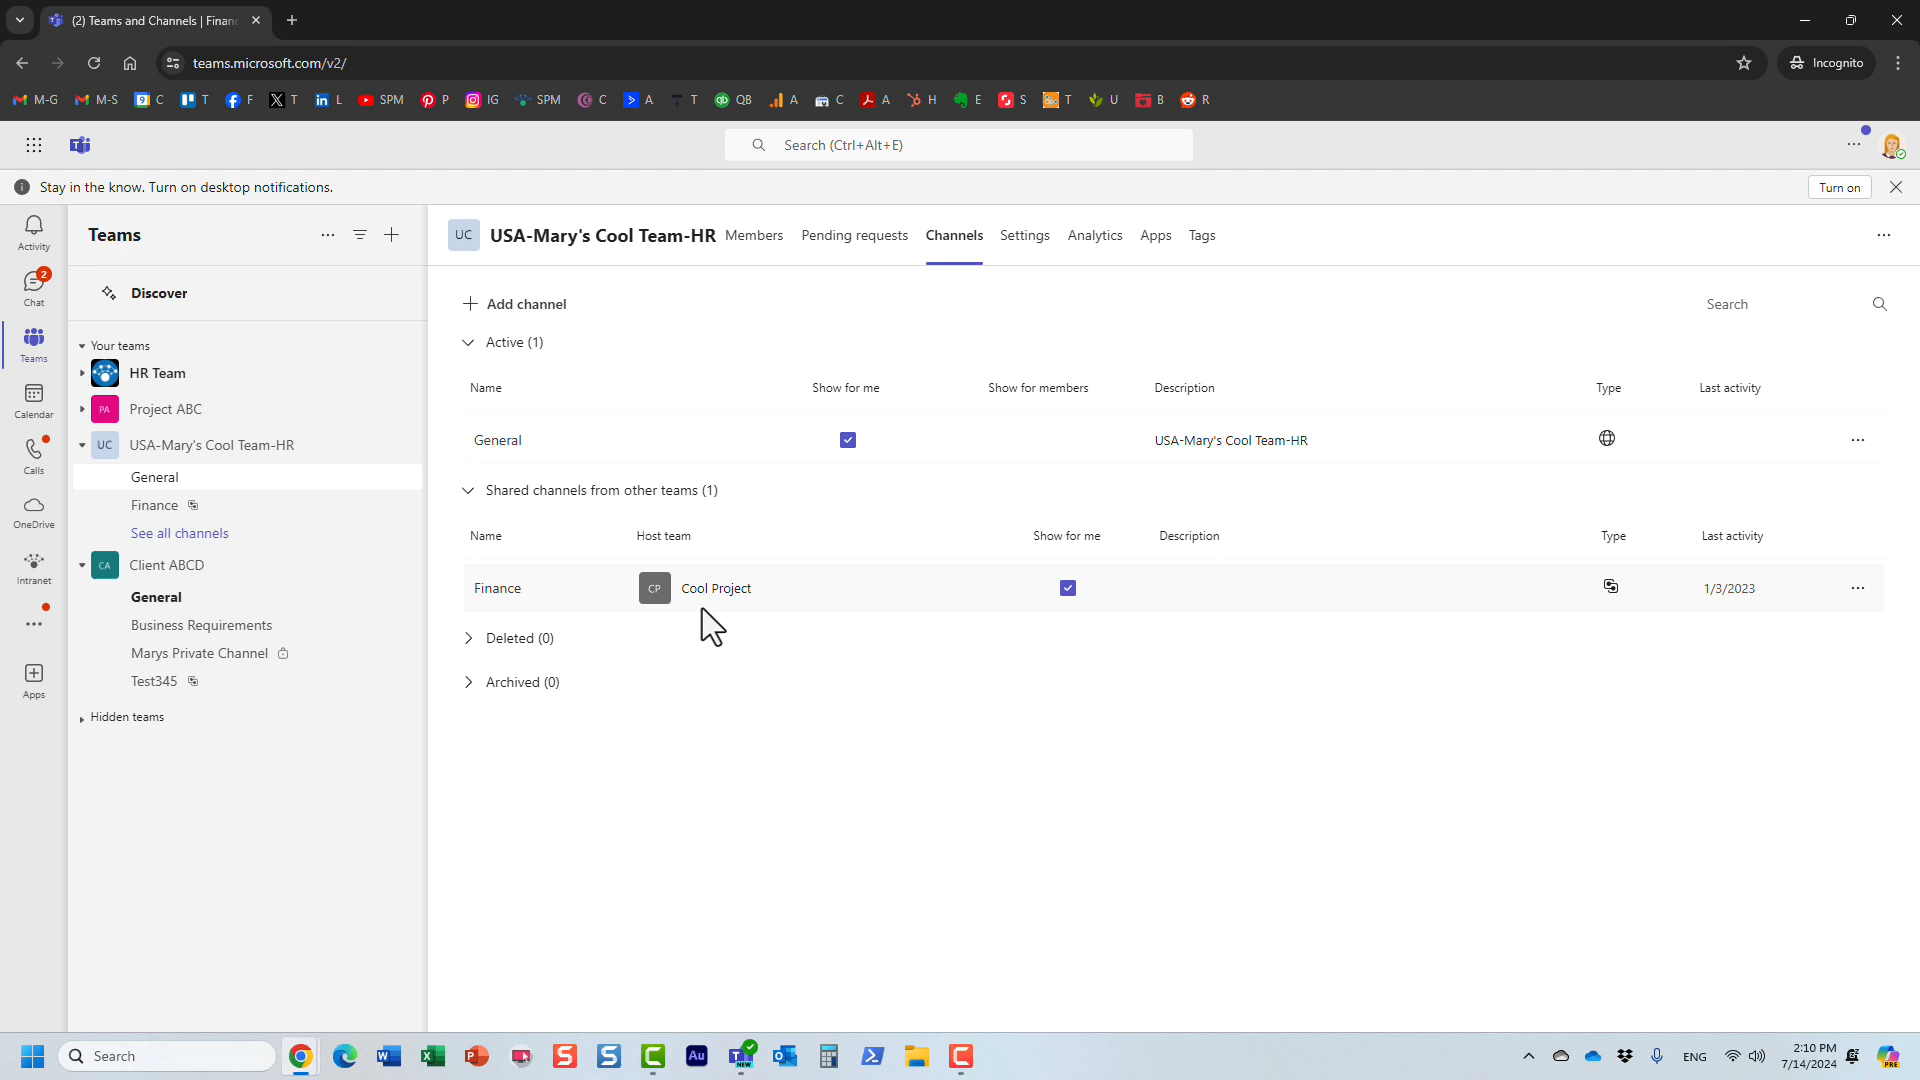 (2) Teams and Channels | Financ
teams.microsoft.com/v2/
Incognito
M-G M-S C T F T L SPM P IG SPM C A T QB A C A H E S T U B R
Search (Ctrl+Alt+E)
Stay in the know. Turn on desktop notifications.
Turn on
Activity
2
Chat
Teams
Calendar
Calls
OneDrive
Intranet
Apps
Teams
Discover
Your teams
HR Team
PA Project ABC
UC USA-Mary's Cool Team-HR
General
Finance
See all channels
CA Client ABCD
General
Business Requirements
Marys Private Channel
Test345
Hidden teams
UC USA-Mary's Cool Team-HR Members Pending requests Channels Settings Analytics Apps Tags
Add channel
Search
Active (1)
Name Show for me Show for members Description Type Last activity
General USA-Mary's Cool Team-HR
Shared channels from other teams (1)
Name Host team Show for me Description Type Last activity
Finance CP Cool Project 1/3/2023
Deleted (0)
Archived (0)
Search
Au
NEW
ENG
2:10 PM
7/14/2024
PRE